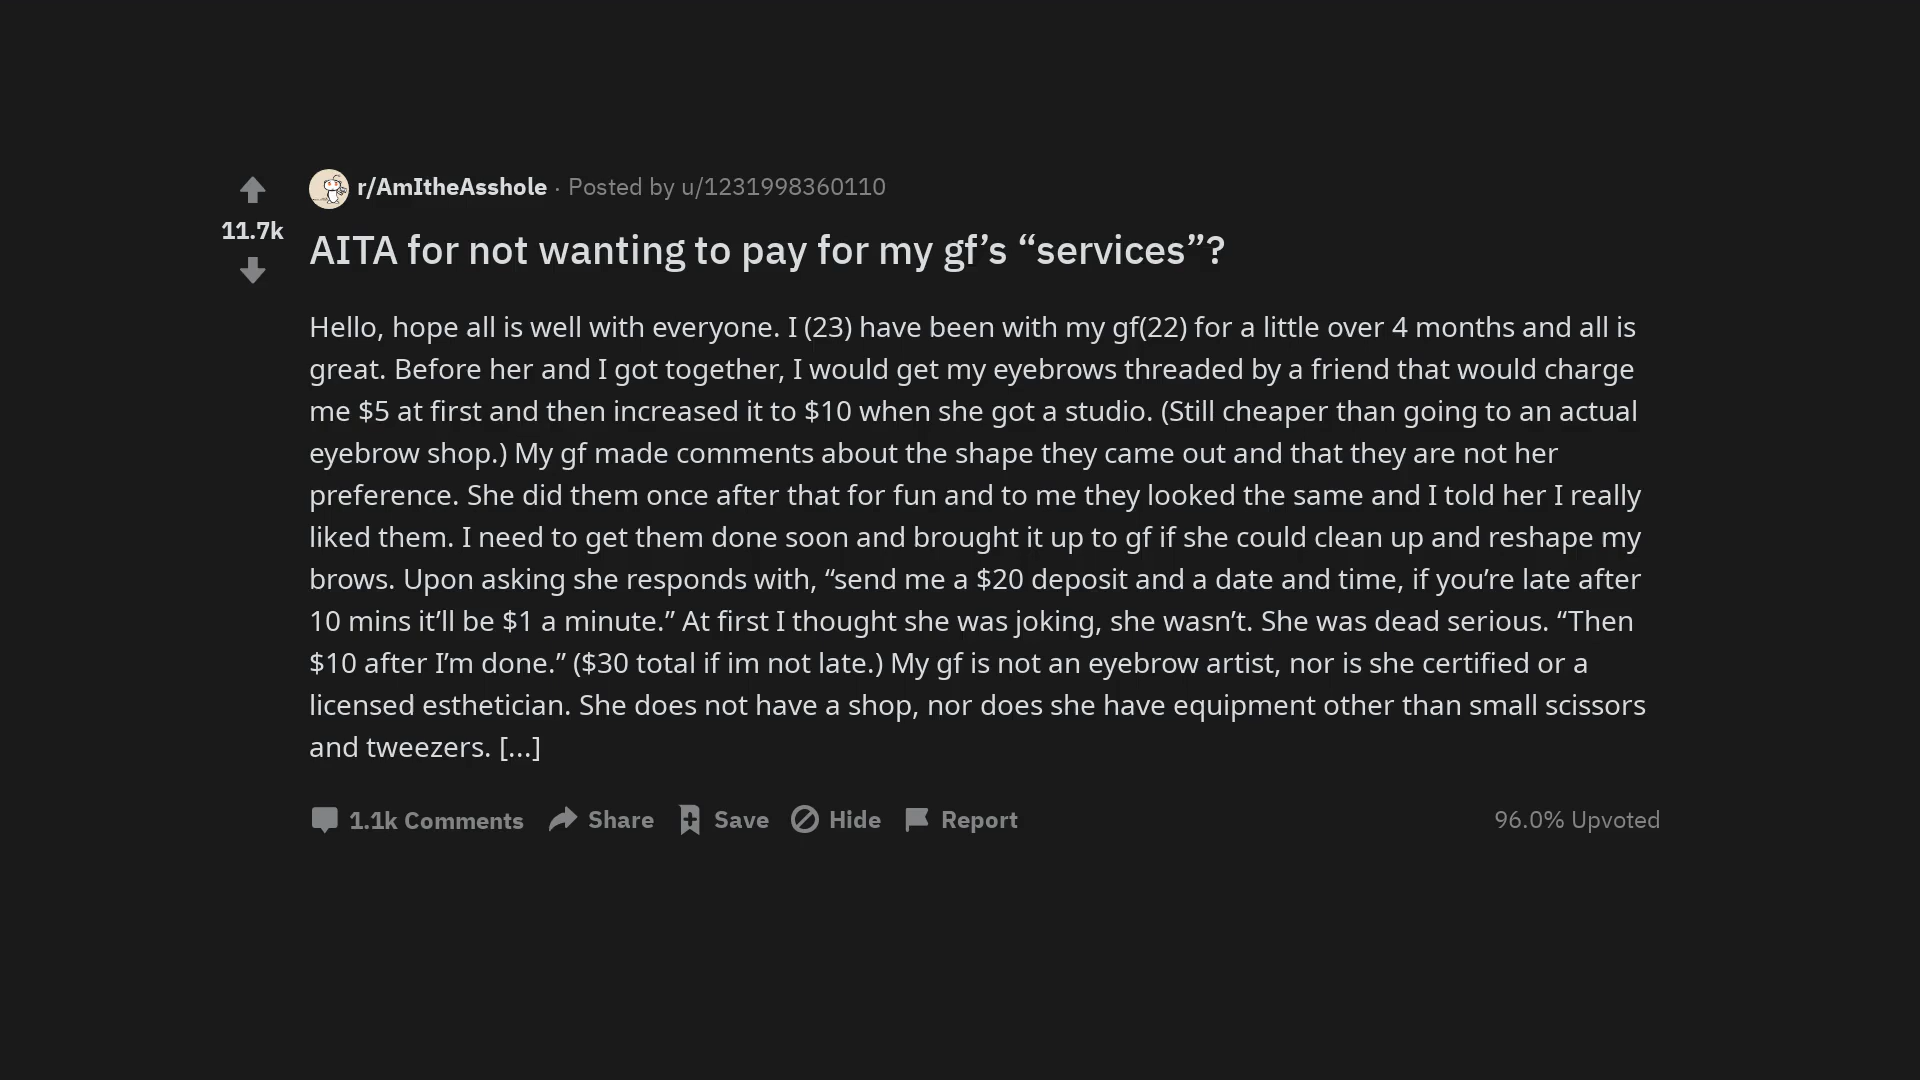 r/AmItheAsshole · Posted by u/1231998360110
11.7k
AITA for not wanting to pay for my gf’s “services”?
Hello, hope all is well with everyone. I (23) have been with my gf(22) for a little over 4 months and all is
great. Before her and I got together, I would get my eyebrows threaded by a friend that would charge
me $5 at first and then increased it to $10 when she got a studio. (Still cheaper than going to an actual
eyebrow shop.) My gf made comments about the shape they came out and that they are not her
preference. She did them once after that for fun and to me they looked the same and I told her I really
liked them. I need to get them done soon and brought it up to gf if she could clean up and reshape my
brows. Upon asking she responds with, “send me a $20 deposit and a date and time, if you’re late after
10 mins it’ll be $1 a minute.” At first I thought she was joking, she wasn’t. She was dead serious. “Then
$10 after I’m done.” ($30 total if im not late.) My gf is not an eyebrow artist, nor is she certified or a
licensed esthetician. She does not have a shop, nor does she have equipment other than small scissors
and tweezers. [...]
1.1k Comments Share Save Hide Report 96.0% Upvoted